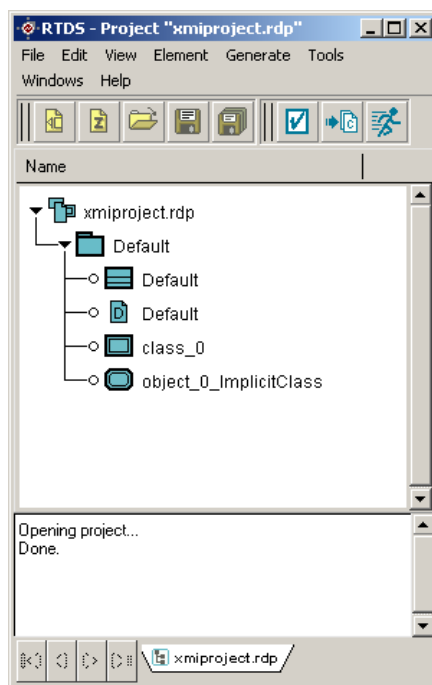 RTDS - Project "xmiproject.rdp"
File Edit View Element Generate Tools
Windows Help
Name
xmiproject.rdp
Default
Default
D Default
class_0
object_0_ImplicitClass
Opening project...
Done.
xmiproject.rdp